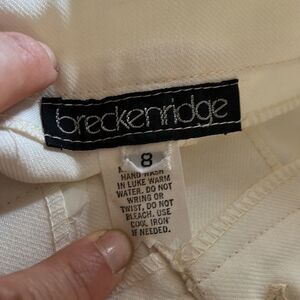 breckenridge
8
HAND WASH
IN LUKE WARM
WATER. DO NOT
WRING OR
TWIST, DO NOT
BLEACH. USE
COOL IRON
IF NEEDED.